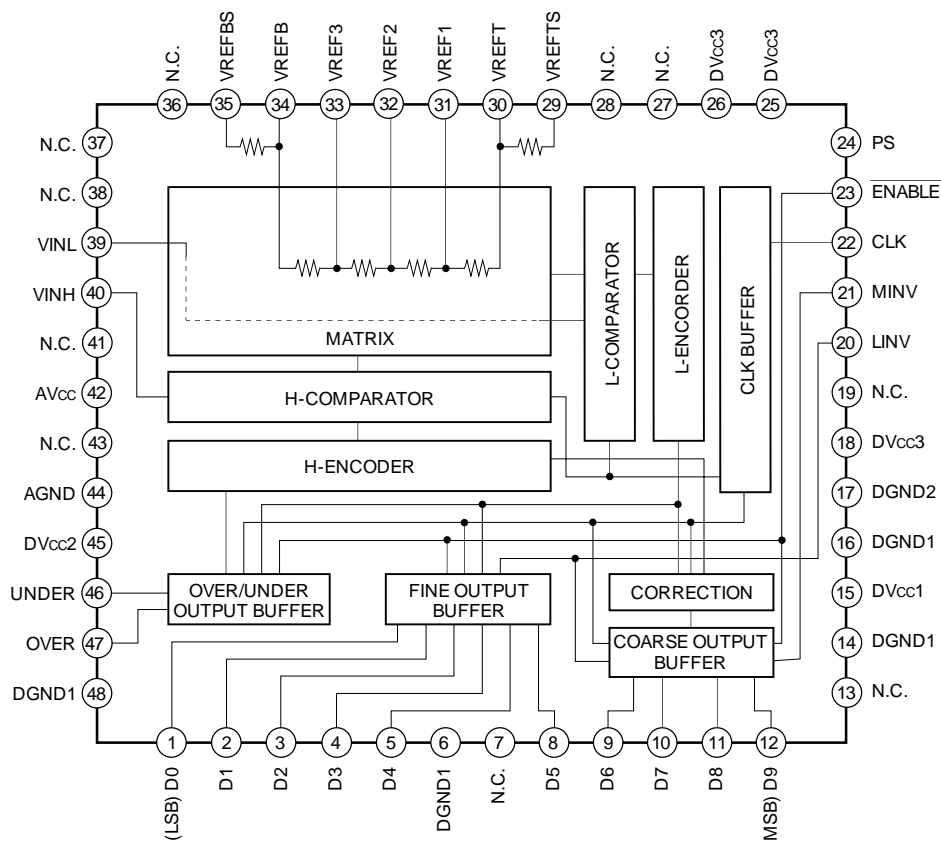 N.C.
VREFBS
VREFB
VREF3
VREF2
VREF1
VREFT
VREFTS
N.C.
N.C.
DVcc3
DVcc3
36
35
34
33
32
31
30
29
28
27
26
25
N.C. 37
N.C. 38
VINL 39
VINH 40
N.C. 41
AVcc 42
N.C. 43
AGND 44
DVcc2 45
UNDER 46
OVER 47
DGND1 48
24 PS
23 ENABLE
22 CLK
21 MINV
20 LINV
19 N.C.
18 DVcc3
17 DGND2
16 DGND1
15 DVcc1
14 DGND1
13 N.C.
MATRIX
L-COMPARATOR
L-ENCORDER
CLK BUFFER
H-COMPARATOR
H-ENCODER
OVER/UNDER
OUTPUT BUFFER
FINE OUTPUT
BUFFER
CORRECTION
COARSE OUTPUT
BUFFER
1
2
3
4
5
6
7
8
9
10
11
12
(LSB) D0
D1
D2
D3
D4
DGND1
N.C.
D5
D6
D7
D8
MSB) D9